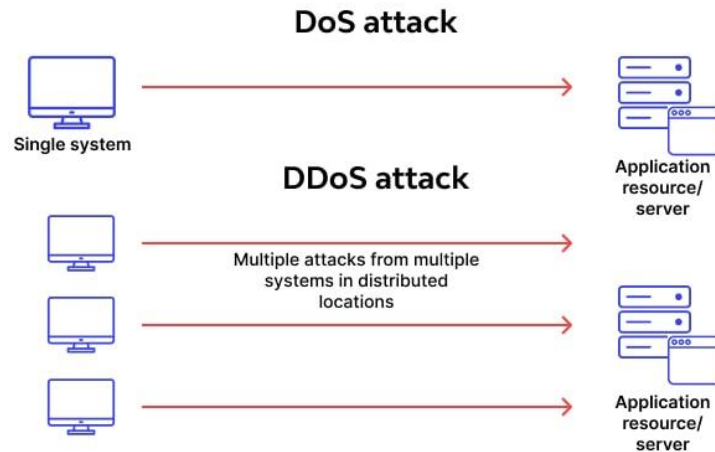 DoS attack
Single system
Application
resource/
server
DDoS attack
Multiple attacks from multiple
systems in distributed
locations
Application
resource/
server